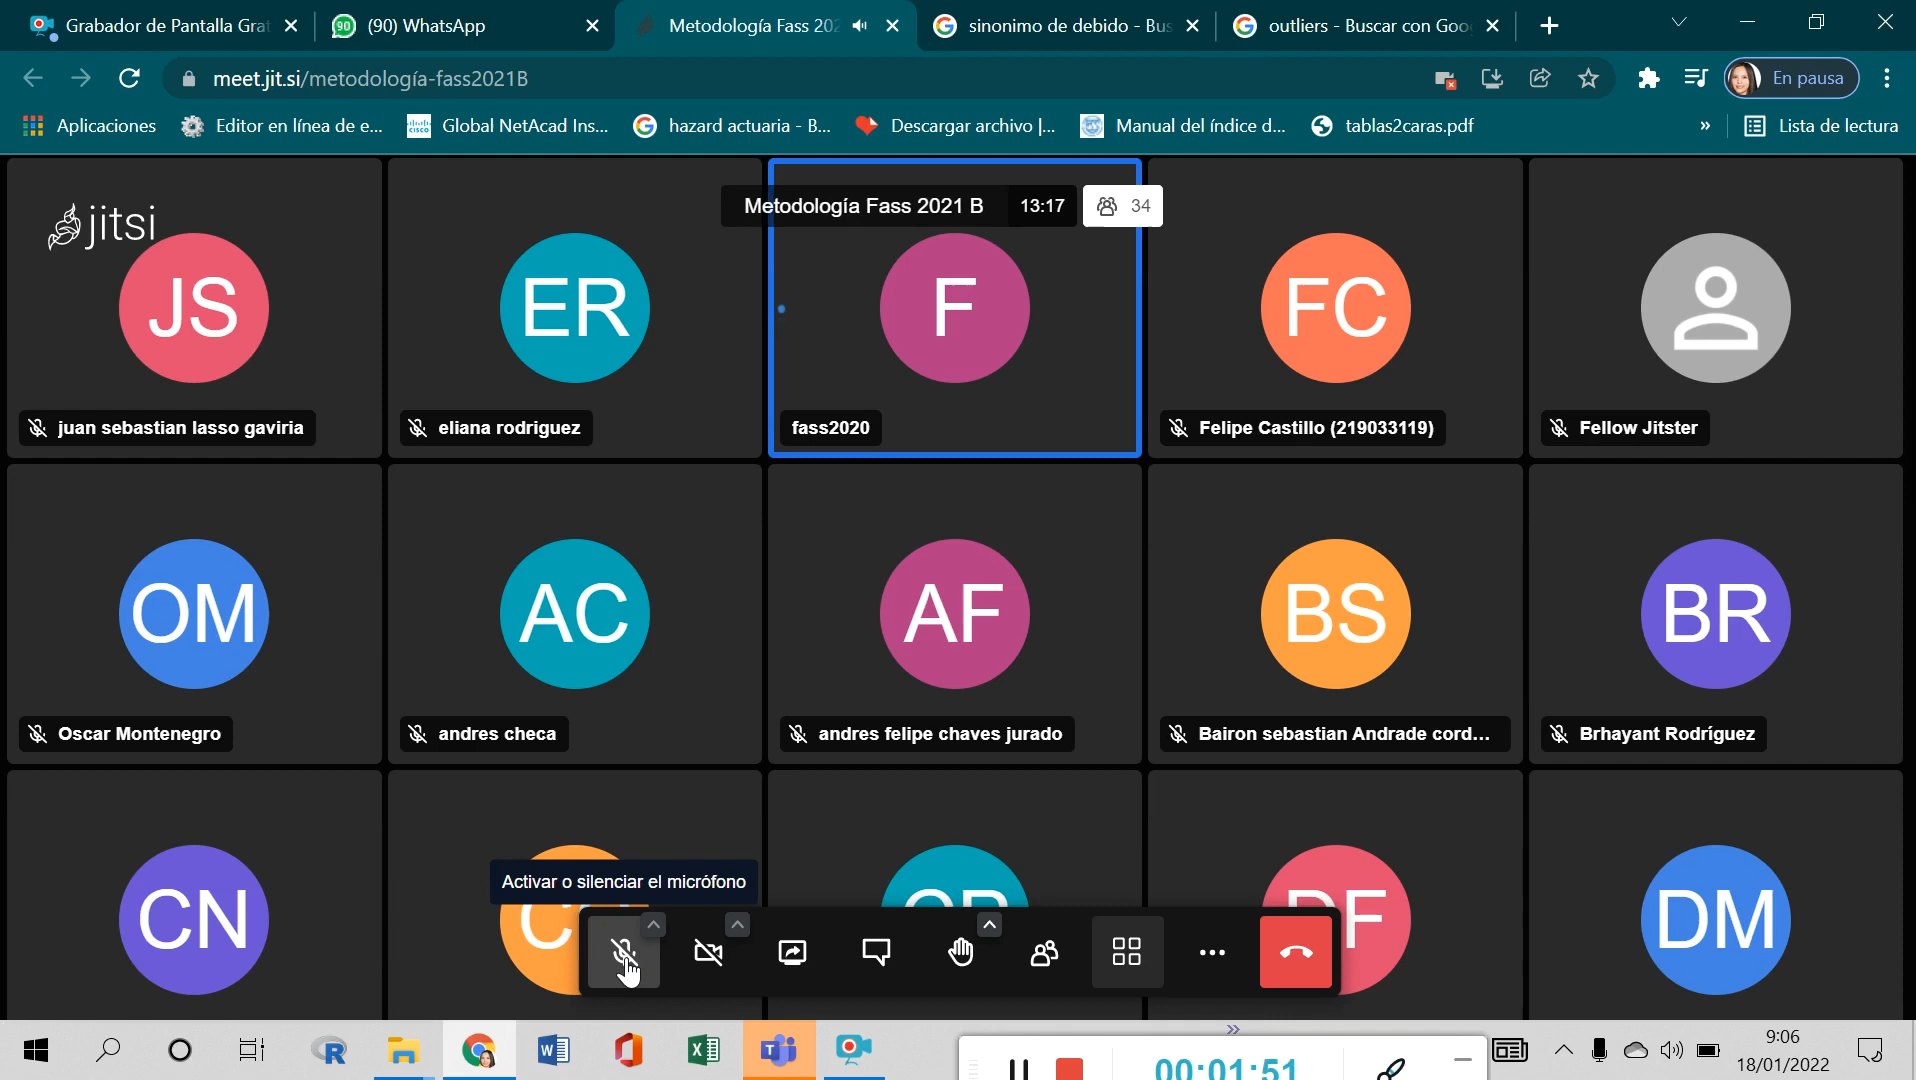 Grabador de Pantalla Grat
(90) WhatsApp
Metodología Fass 202
sinonimo de debido - Bus
outliers - Buscar con Goog
meet.jit.si/metodología-fass2021B
En pausa
Aplicaciones
Editor en línea de e...
Global NetAcad Ins...
hazard actuaria - B...
Descargar archivo |...
Manual del índice d...
tablas2caras.pdf
»
Lista de lectura
jitsi
Metodología Fass 2021 B
13:17
34
JS
ER
F
FC
juan sebastian lasso gaviria
eliana rodriguez
fass2020
Felipe Castillo (219033119)
Fellow Jitster
OM
AC
AF
BS
BR
Oscar Montenegro
andres checa
andres felipe chaves jurado
Bairon sebastian Andrade cord...
Brhayant Rodríguez
Activar o silenciar el micrófono
CN
DF
DM
9:06
00:01:51
18/01/2022